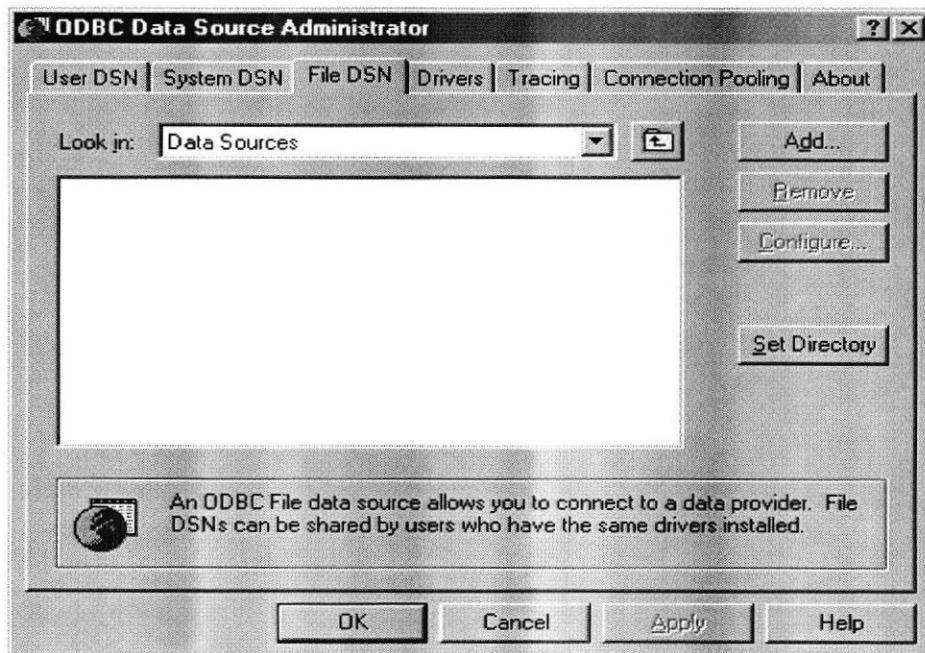 ODBC Data Source Administrator
User DSN System DSN File DSN Drivers Tracing Connection Pooling About
Look in: Data Sources
Add...
Remove
Configure...
Set Directory
An ODBC File data source allows you to connect to a data provider. File
DSNs can be shared by users who have the same drivers installed.
OK Cancel Apply Help